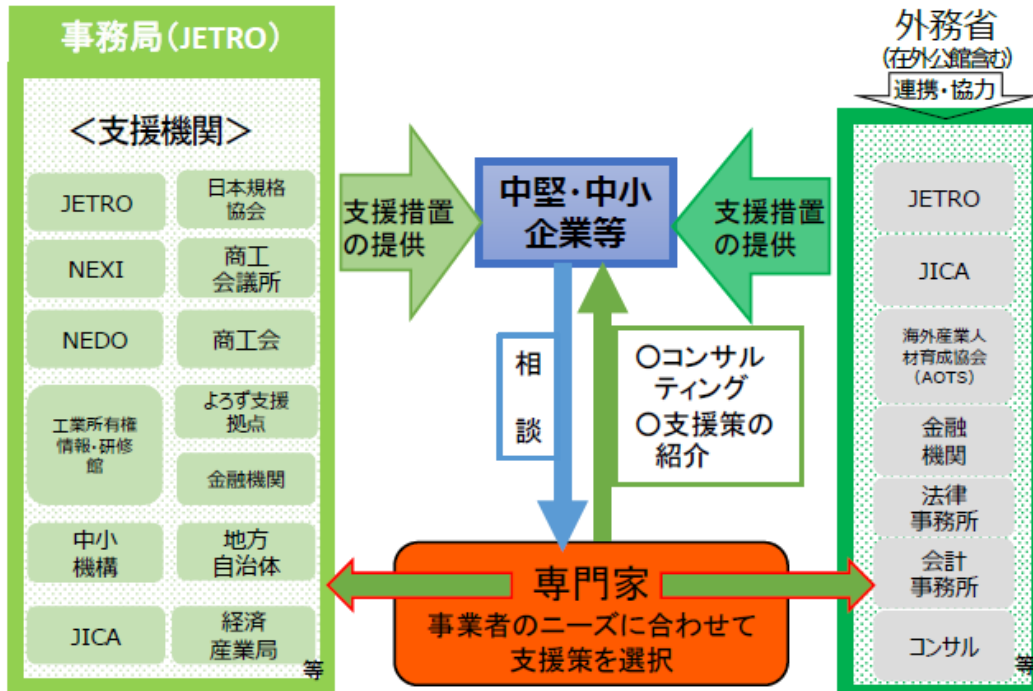 事務局（JETRO）
＜支援機関＞
JETRO
日本規格
協会
NEXI
商工
会議所
NEDO
商工会
工業所有権
情報・研修
館
よろず支援
拠点
金融機関
中小
機構
地方
自治体
JICA
経済
産業局
等
支援措置
の提供
中堅・中小
企業等
支援措置
の提供
相
談
〇コンサル
ティング
〇支援策の
紹介
専門家
事業者のニーズに合わせて
支援策を選択
外務省
(在外公館含む)
連携・協力
JETRO
JICA
海外産業人
材育成協会
（AOTS）
金融
機関
法律
事務所
会計
事務所
コンサル
等